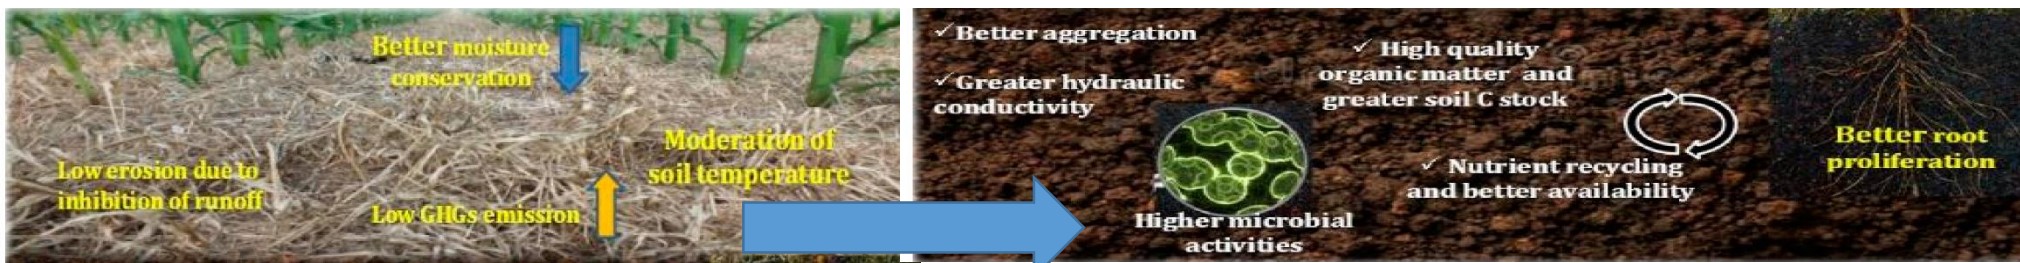 Better moisture
conservation
Moderation of
soil temperature
Low erosion due to
inhibition of runoff
Low GHGs emission
✓ Better aggregation
✓ Greater hydraulic
conductivity
✓ High quality
organic matter and
greater soil C stock
✓ Nutrient recycling
and better availability
Higher microbial
activities
Better root
proliferation